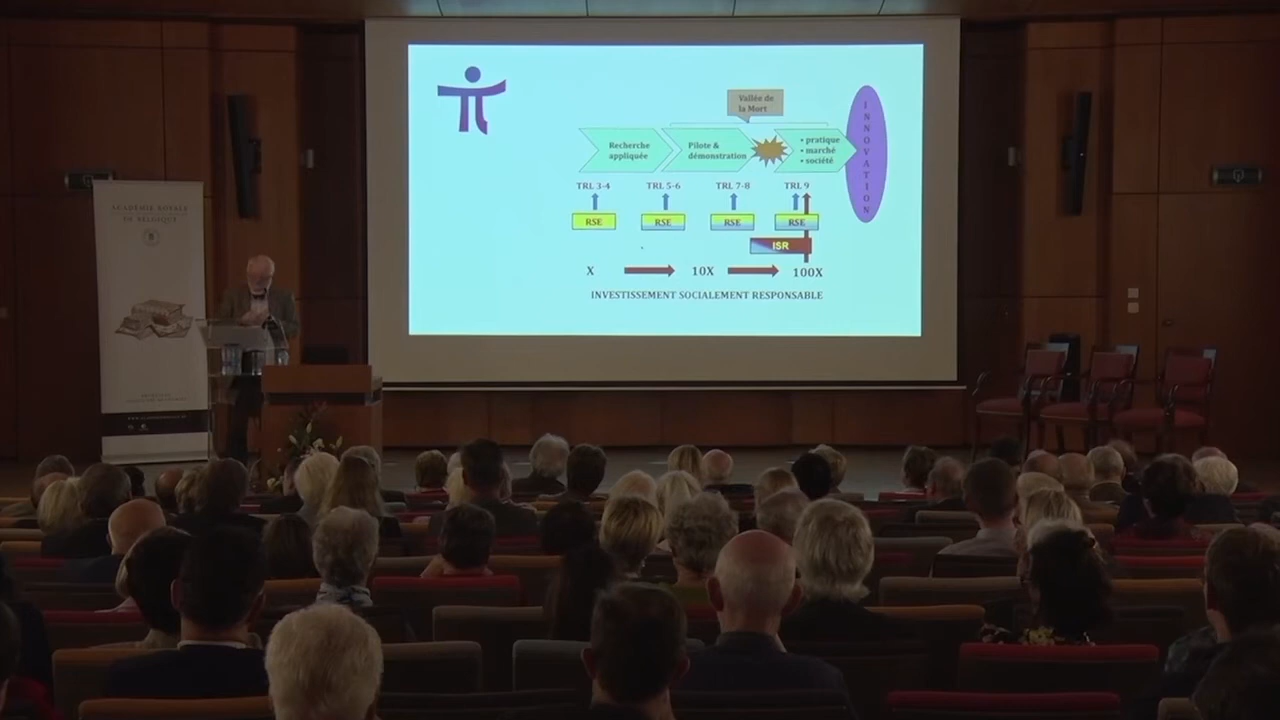 ACADÉMIE ROYALE
DE BELGIQUE
Vallée de
la Mort
Recherche
appliquée
Pilote &
démonstration
• pratique
• marché
• société
INNOVATION
TRL 3-4
TRL 5-6
TRL 7-8
TRL 9
RSE
RSE
RSE
RSE
ISR
X
10X
100X
INVESTISSEMENT SOCIALEMENT RESPONSABLE